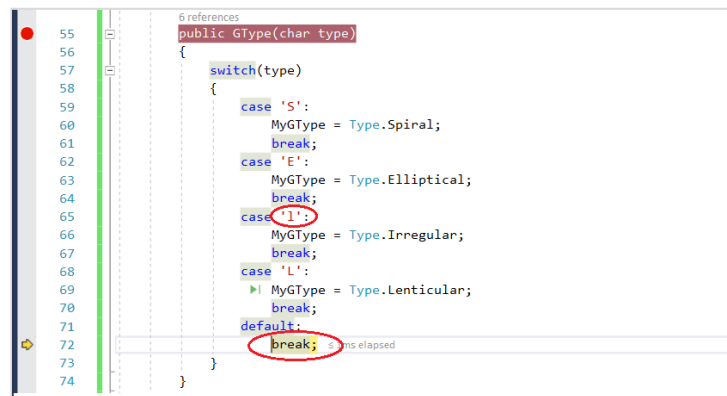 6 references
55 public GType(char type)
56 {
57 switch(type)
58 {
59 case 'S':
60 MyGType = Type.Spiral;
61 break;
62 case 'E':
63 MyGType = Type.Elliptical;
64 break;
65 case 'l':
66 MyGType = Type.Irregular;
67 break;
68 case 'L':
69 MyGType = Type.Lenticular;
70 break;
71 default:
72 break; ≤ 1ms elapsed
73 }
74 }